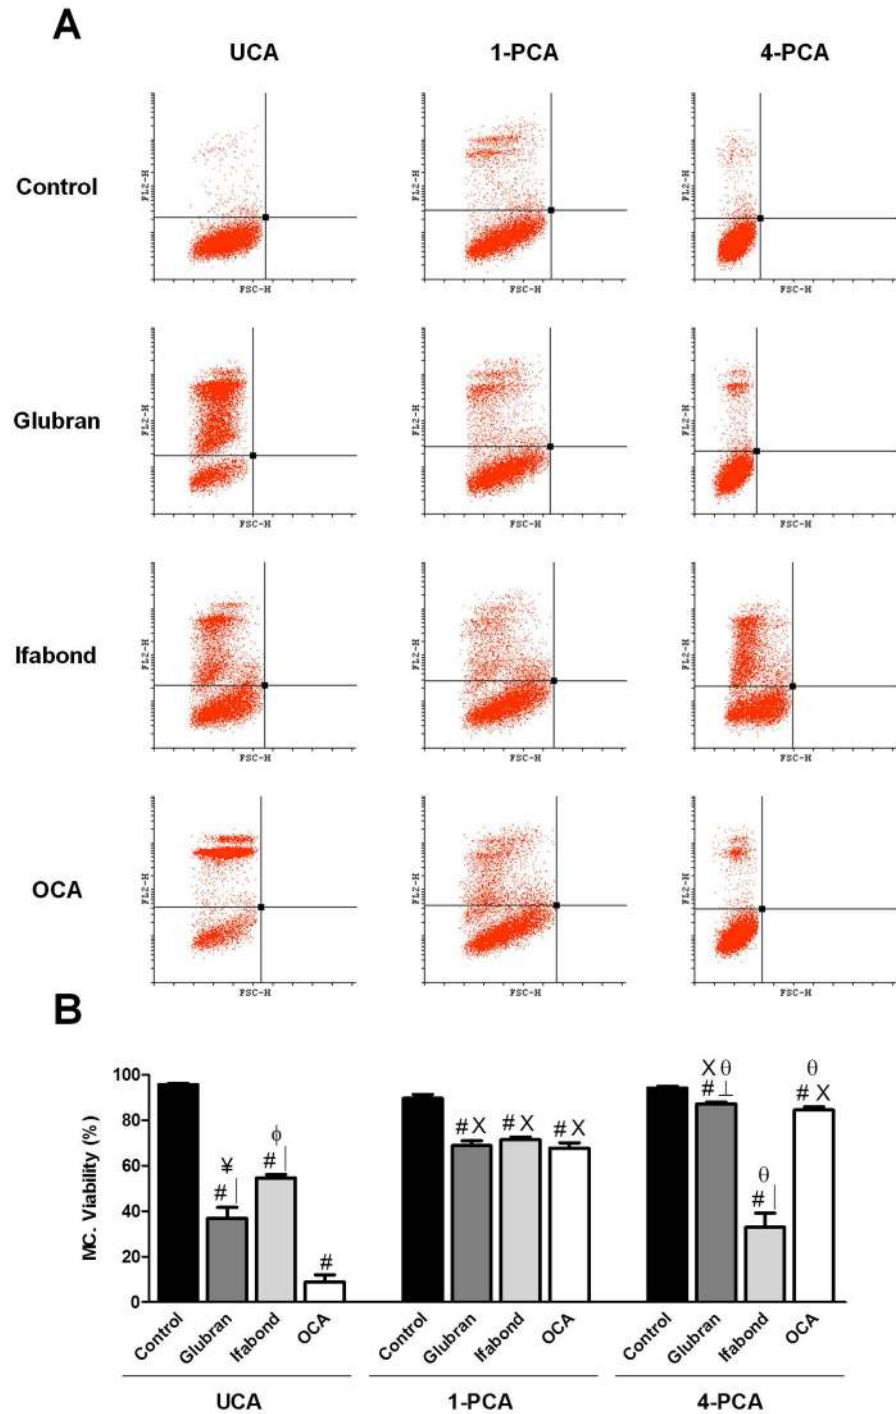 A
UCA 1-PCA 4-PCA
Control
FL2-H FL2-H FL2-H
FSC-H FSC-H FSC-H
Glubran
FL2-H FL2-H FL2-H
FSC-H FSC-H FSC-H
Ifabond
FL2-H FL2-H FL2-H
FSC-H FSC-H FSC-H
OCA
FL2-H FL2-H FL2-H
FSC-H FSC-H FSC-H
B
MC. Viability (%)
100
80
60
40
20
0
¥
# |
ϕ
# |
#
# X # X # X
X θ
# ⊥
θ
# |
θ
# X
Control Glubran Ifabond OCA Control Glubran Ifabond OCA Control Glubran Ifabond OCA
UCA 1-PCA 4-PCA